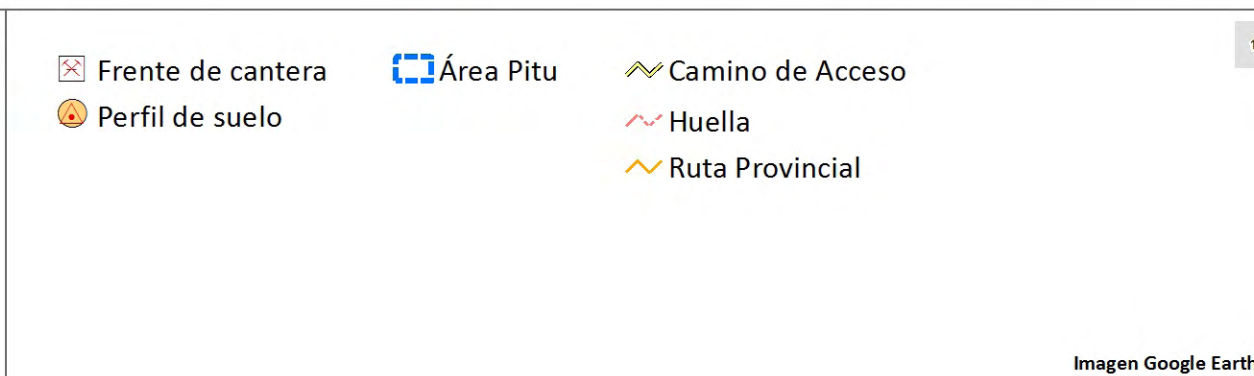 Frente de cantera
Perfil de suelo
Área Pitu
Camino de Acceso
Huella
Ruta Provincial
Imagen Google Earth